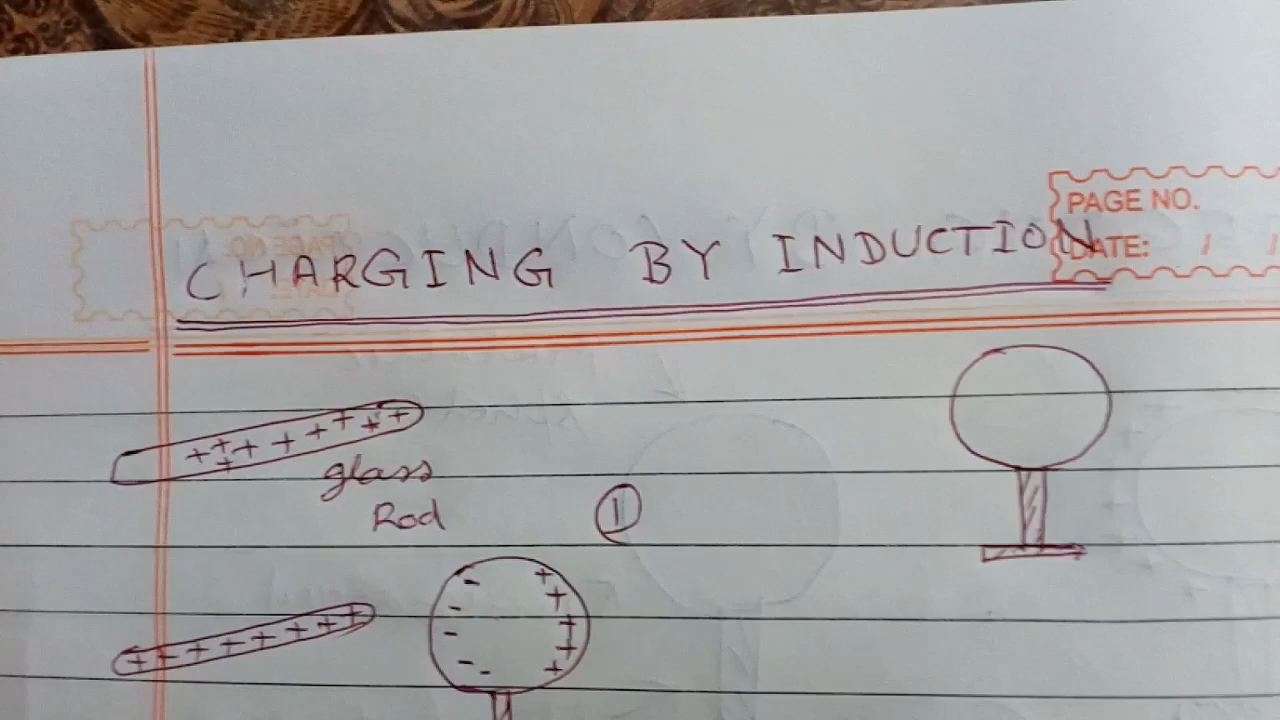 PAGE NO.
DATE: / /
CHARGING BY INDUCTION
+ + + + + + + + + +
glass
Rod
1
+ + + + + + + +
- - - - - -
+ + + + +